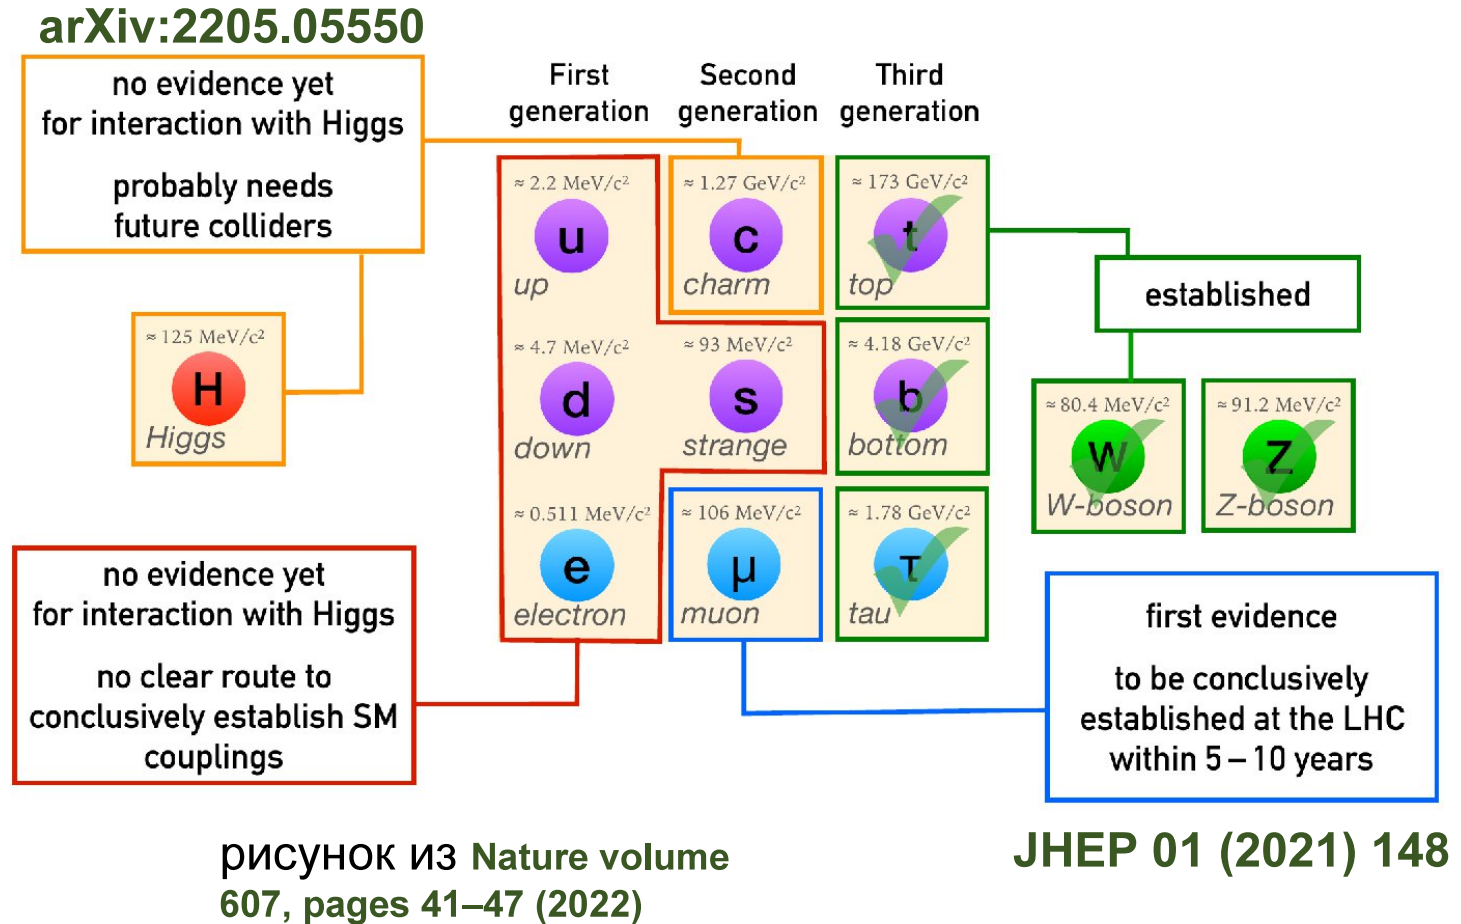 arXiv:2205.05550
no evidence yet
for interaction with Higgs
probably needs
future colliders
First
generation
Second
generation
Third
generation
≈ 2.2 MeV/c²
u
up
≈ 1.27 GeV/c²
c
charm
≈ 173 GeV/c²
t
top
established
≈ 125 MeV/c²
H
Higgs
≈ 4.7 MeV/c²
d
down
≈ 93 MeV/c²
s
strange
≈ 4.18 GeV/c²
b
bottom
≈ 80.4 MeV/c²
W
W-boson
≈ 91.2 MeV/c²
Z
Z-boson
≈ 0.511 MeV/c²
e
electron
≈ 106 MeV/c²
μ
muon
≈ 1.78 GeV/c²
τ
tau
no evidence yet
for interaction with Higgs
no clear route to
conclusively establish SM
couplings
first evidence
to be conclusively
established at the LHC
within 5 – 10 years
рисунок из Nature volume
607, pages 41–47 (2022)
JHEP 01 (2021) 148